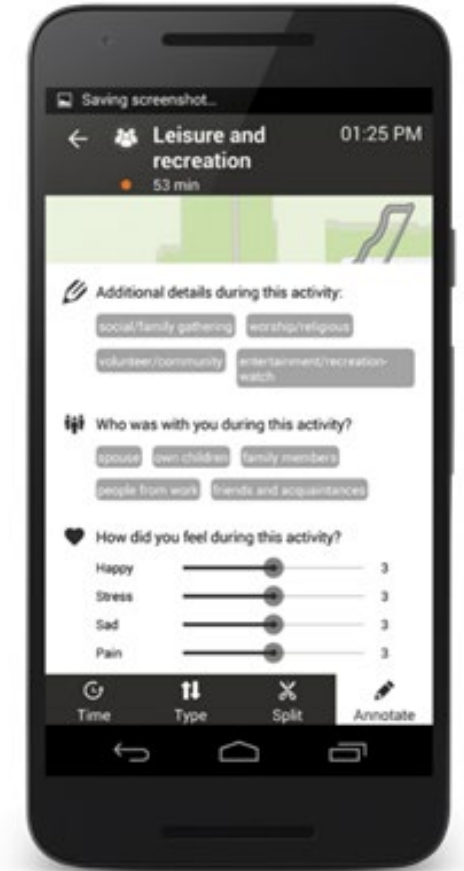 Saving screenshot...
Leisure and 01:25 PM
recreation
53 min
Additional details during this activity:
social/family gathering worship/religious
volunteer/community entertainment/recreation-
watch
Who was with you during this activity?
spouse own children family members
people from work friends and acquaintances
How did you feel during this activity?
Happy 3
Stress 3
Sad 3
Pain 3
Time Type Split Annotate